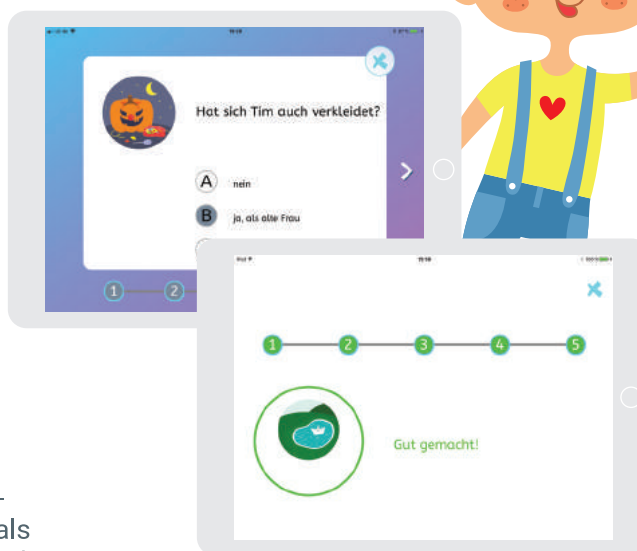 Hat sich Tim auch verkleidet?
A nein
B ja, als alte Frau
1 2
1 2 3 4 5
Gut gemacht!
als